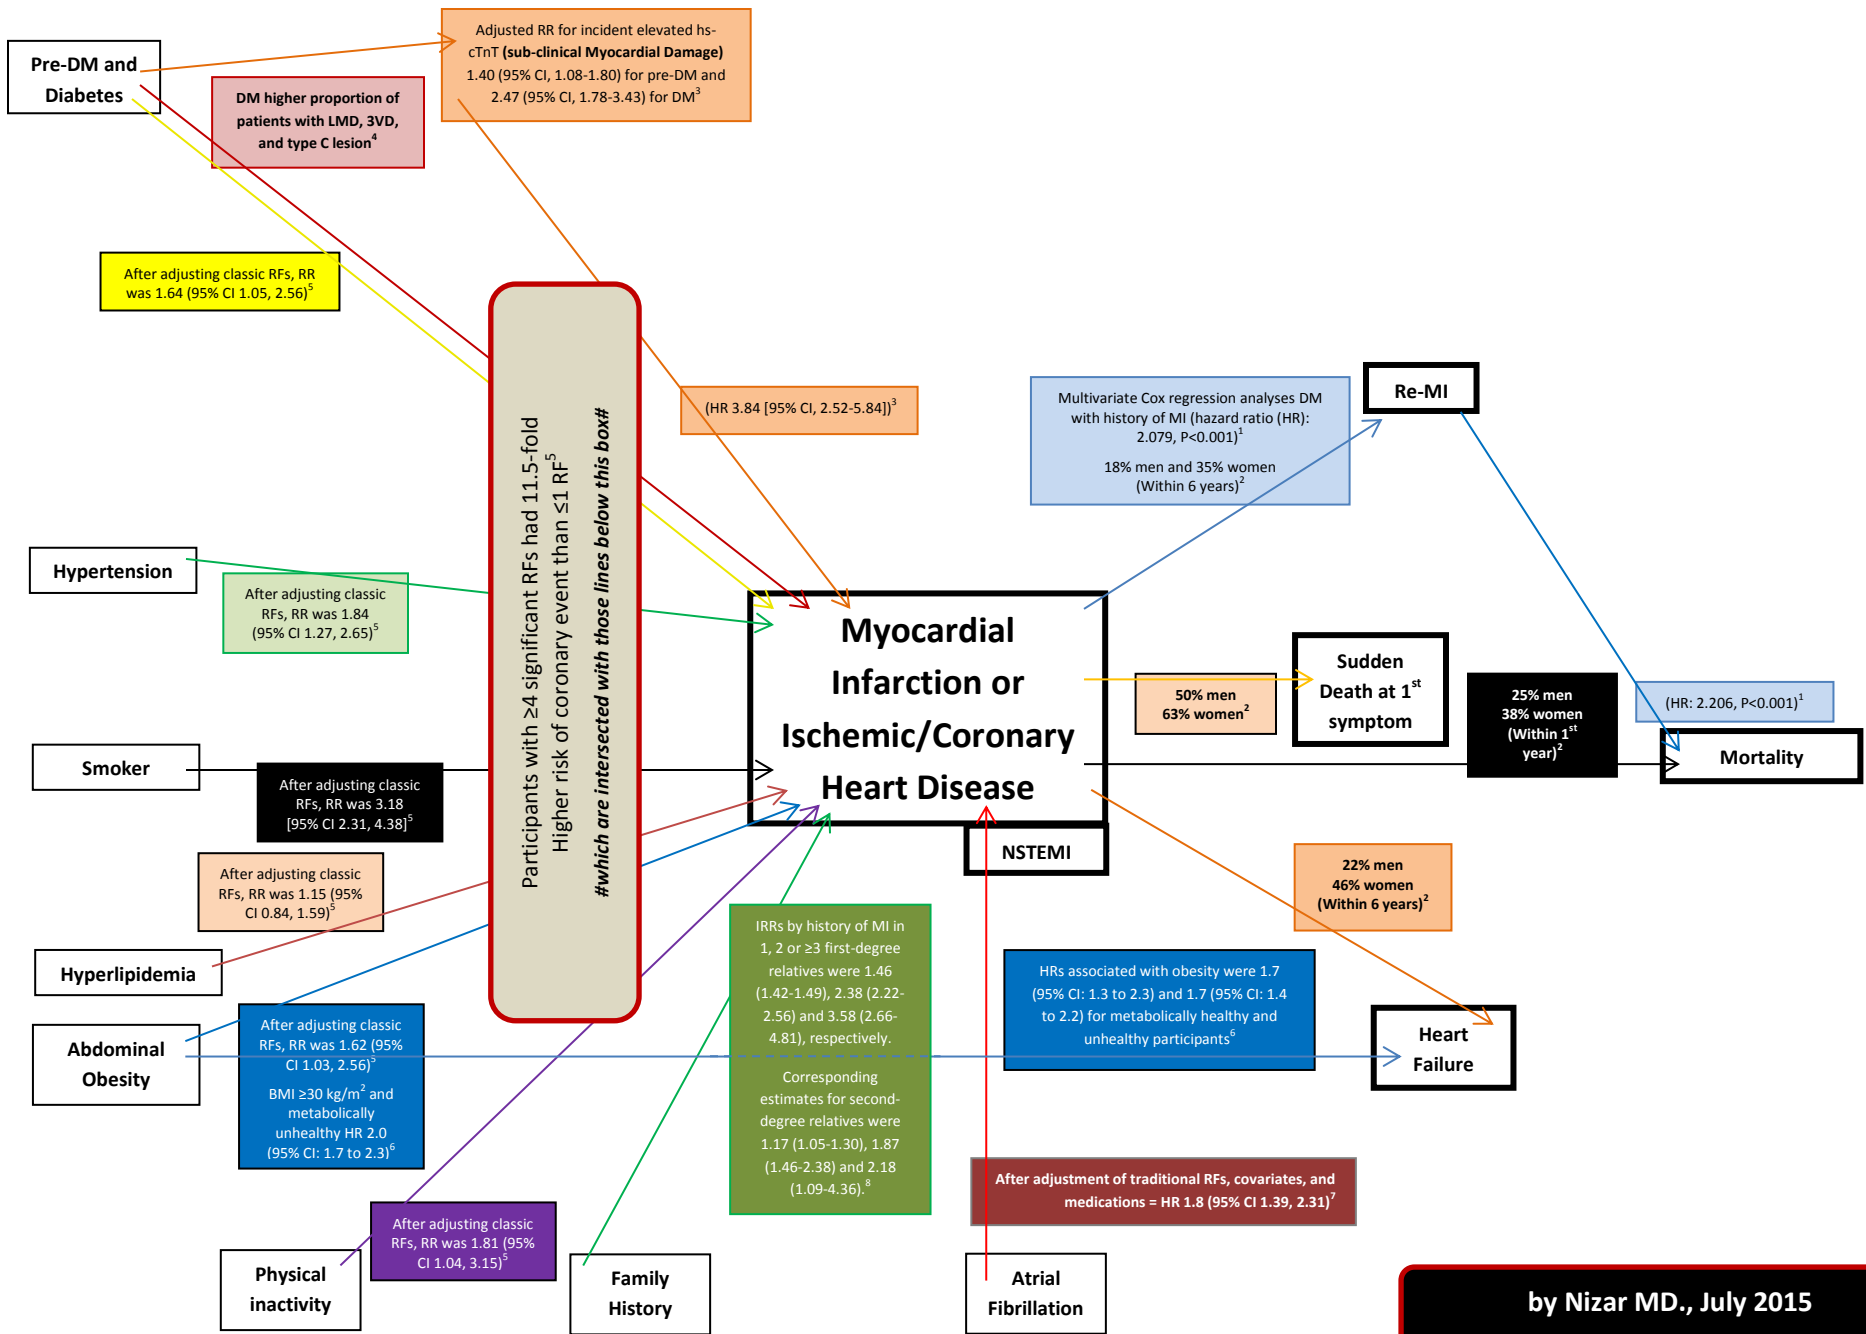 Pre-DM and
Diabetes
Adjusted RR for incident elevated hs-
cTnT (sub-clinical Myocardial Damage)
1.40 (95% CI, 1.08-1.80) for pre-DM and
2.47 (95% CI, 1.78-3.43) for DM³
DM higher proportion of
patients with LMD, 3VD,
and type C lesion⁴
After adjusting classic RFs, RR
was 1.64 (95% CI 1.05, 2.56)⁵
Participants with ≥4 significant RFs had 11.5-fold
Higher risk of coronary event than ≤1 RF⁵
#which are intersected with those lines below this box#
(HR 3.84 [95% CI, 2.52-5.84])³
Multivariate Cox regression analyses DM
with history of MI (hazard ratio (HR):
2.079, P<0.001)¹
18% men and 35% women
(Within 6 years)²
Re-MI
Hypertension
After adjusting classic
RFs, RR was 1.84
(95% CI 1.27, 2.65)⁵
Myocardial
Infarction or
Ischemic/Coronary
Heart Disease
NSTEMI
50% men
63% women²
Sudden
Death at 1st
symptom
25% men
38% women
(Within 1st
year)²
(HR: 2.206, P<0.001)¹
Mortality
Smoker
After adjusting classic
RFs, RR was 3.18
[95% CI 2.31, 4.38]⁵
After adjusting classic
RFs, RR was 1.15 (95%
CI 0.84, 1.59)⁵
Hyperlipidemia
22% men
46% women
(Within 6 years)²
IRRs by history of MI in
1, 2 or ≥3 first-degree
relatives were 1.46
(1.42-1.49), 2.38 (2.22-
2.56) and 3.58 (2.66-
4.81), respectively.
Corresponding
estimates for second-
degree relatives were
1.17 (1.05-1.30), 1.87
(1.46-2.38) and 2.18
(1.09-4.36).⁸
HRs associated with obesity were 1.7
(95% CI: 1.3 to 2.3) and 1.7 (95% CI: 1.4
to 2.2) for metabolically healthy and
unhealthy participants⁶
Heart
Failure
Abdominal
Obesity
After adjusting classic
RFs, RR was 1.62 (95%
CI 1.03, 2.56)⁵
BMI ≥30 kg/m² and
metabolically
unhealthy HR 2.0
(95% CI: 1.7 to 2.3)⁶
After adjustment of traditional RFs, covariates, and
medications = HR 1.8 (95% CI 1.39, 2.31)⁷
After adjusting classic
RFs, RR was 1.81 (95%
CI 1.04, 3.15)⁵
Physical
inactivity
Family
History
Atrial
Fibrillation
by Nizar MD., July 2015